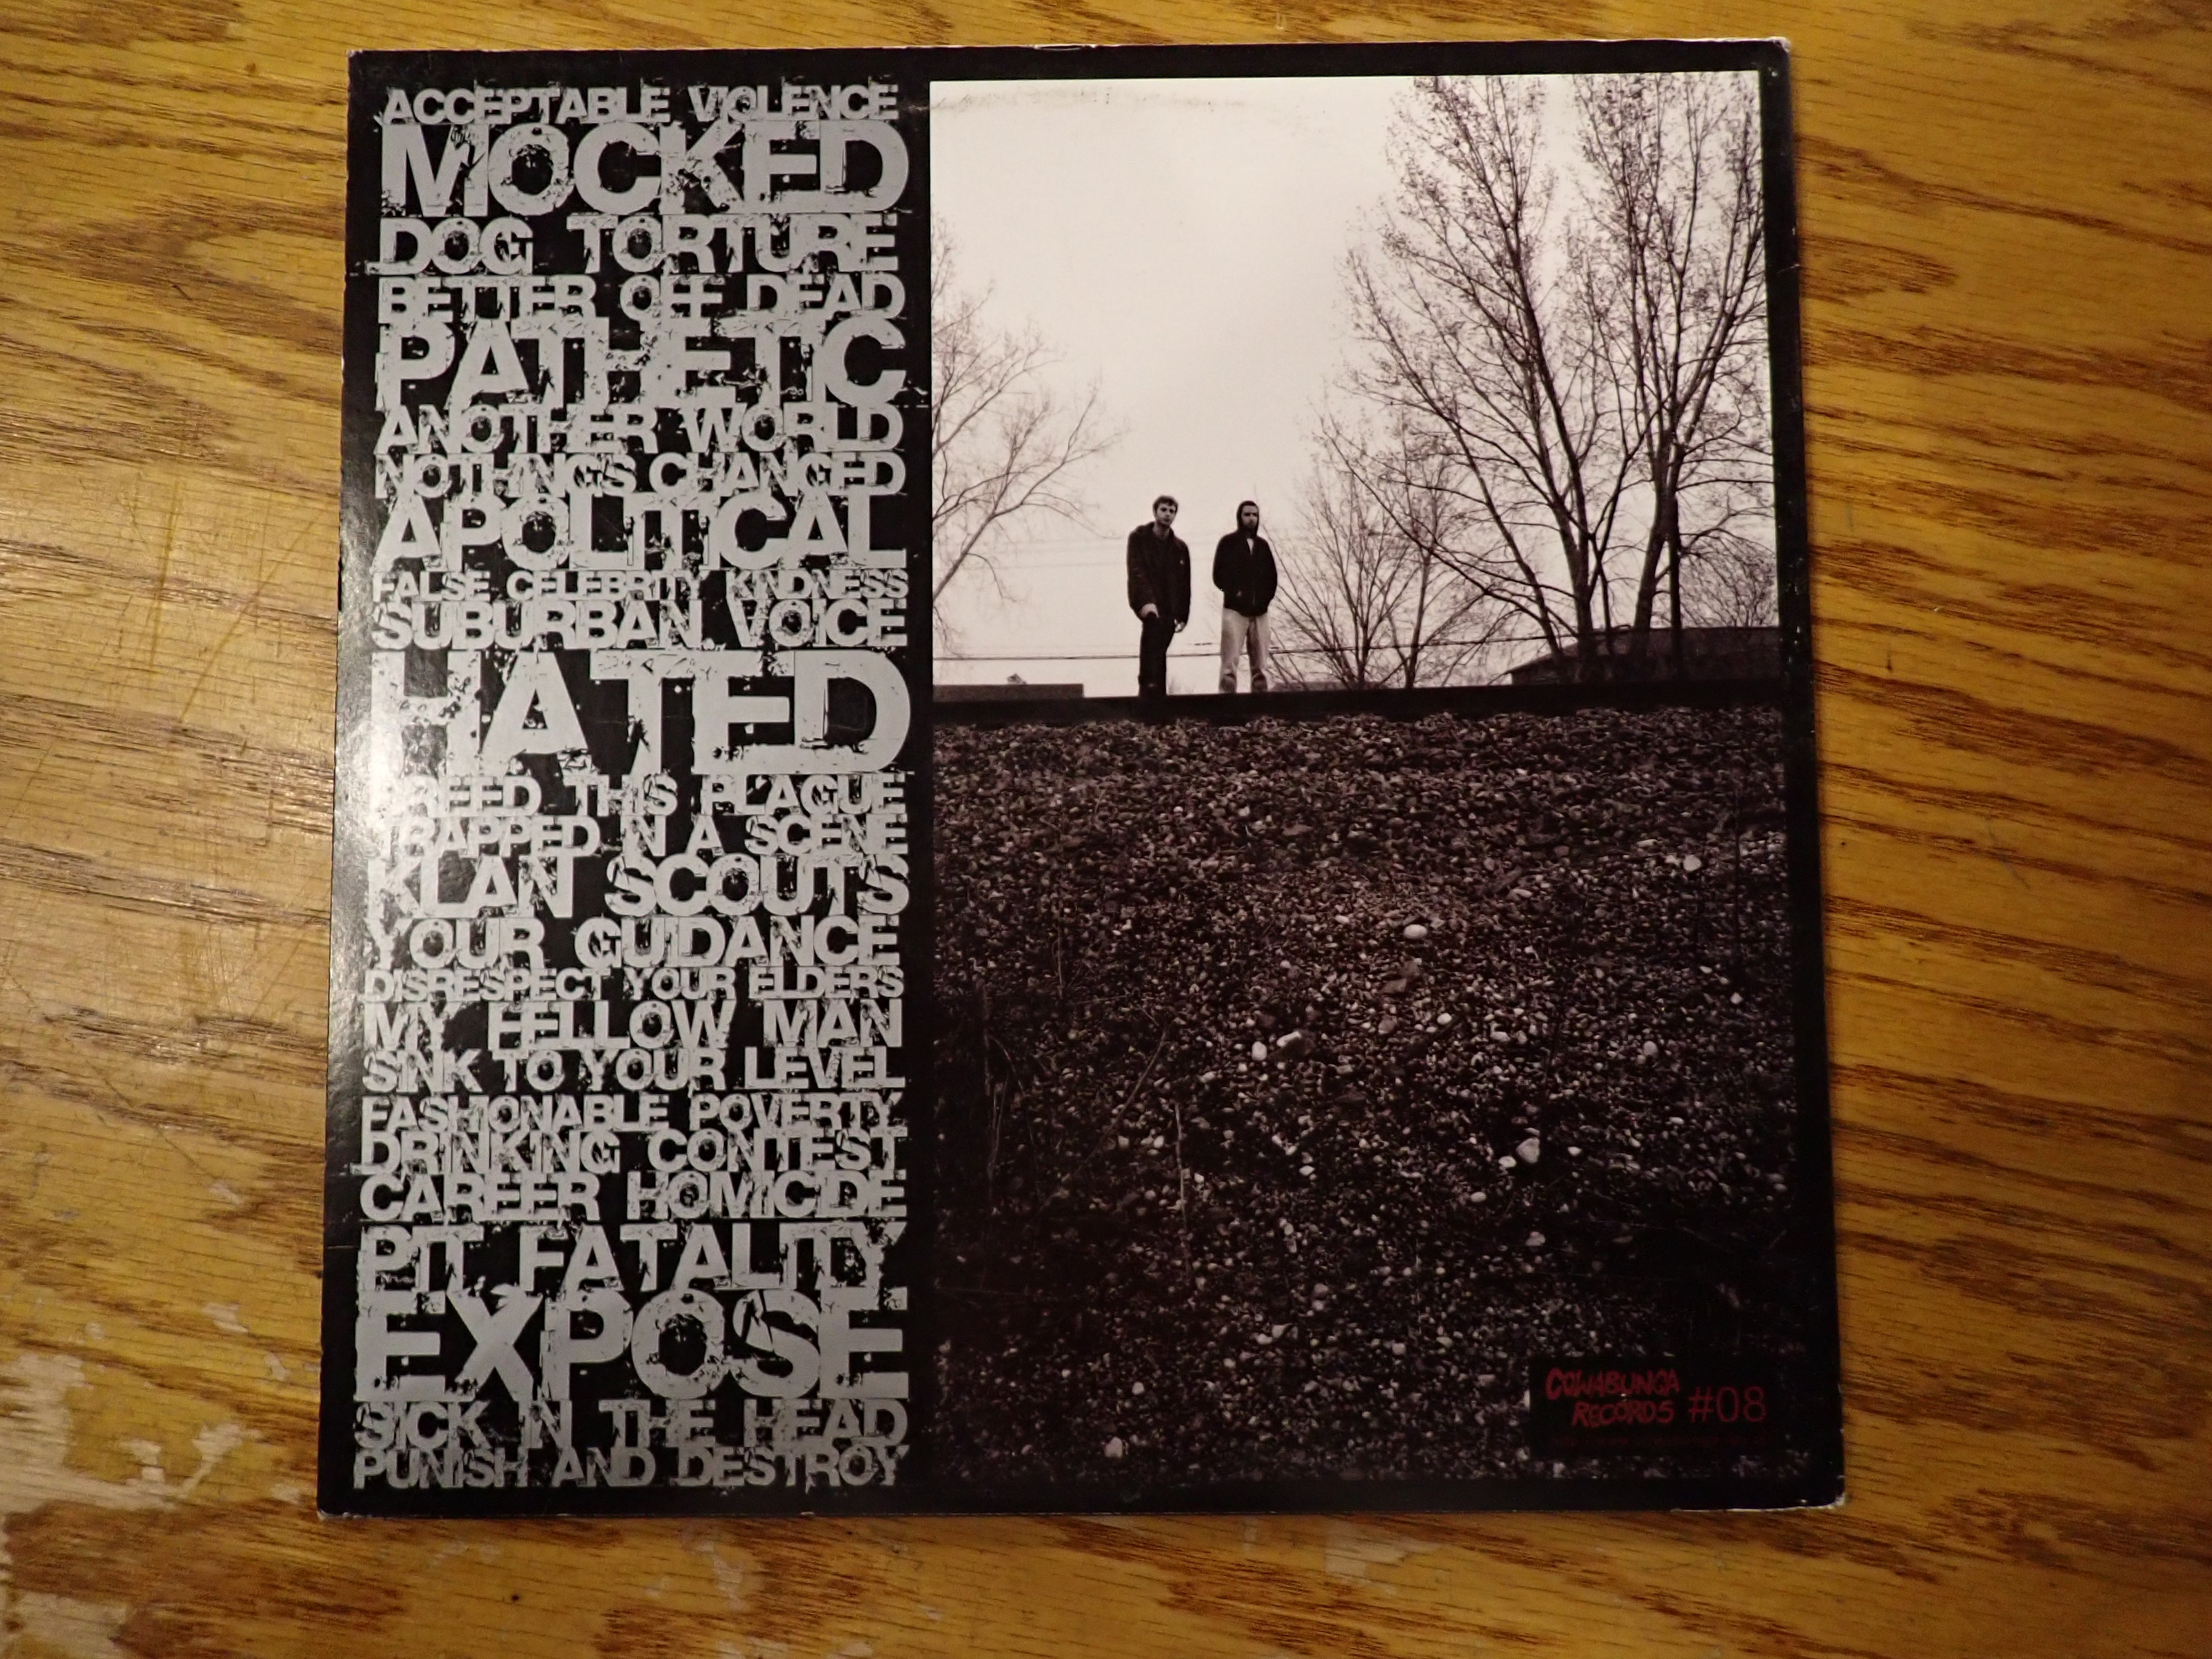 ACCEPTABLE VIOLENCE
MOCKED
DOG TORTURE
BETTER OFF DEAD
PATHETIC
ANOTHER WORLD
NOTHINGS CHANGED
APOLITICAL
FALSE CELEBRITY KINDNESS
SUBURBAN VOICE
HATED
BREED THIS PLAGUE
TRAPPED IN A SCENE
KLAN SCOUTS
YOUR GUIDANCE
DISRESPECT YOUR ELDERS
MY FELLOW MAN
SINK TO YOUR LEVEL
FASHIONABLE POVERTY
DRINKING CONTEST
CAREER HOMICIDE
PIT FATALITY
EXPOSE
SICK IN THE HEAD
PUNISH AND DESTROY
COWABUNGA
RECORDS #08